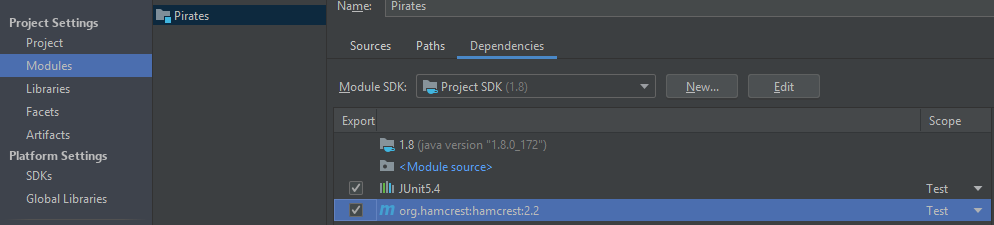 Project Settings
Project
Modules
Libraries
Facets
Artifacts
Platform Settings
SDKs
Global Libraries
Pirates
Name: Pirates
Sources Paths Dependencies
Module SDK: Project SDK (1.8) New... Edit
Export Scope
1.8 (java version "1.8.0_172")
<Module source>
JUnit5.4 Test
org.hamcrest:hamcrest:2.2 Test